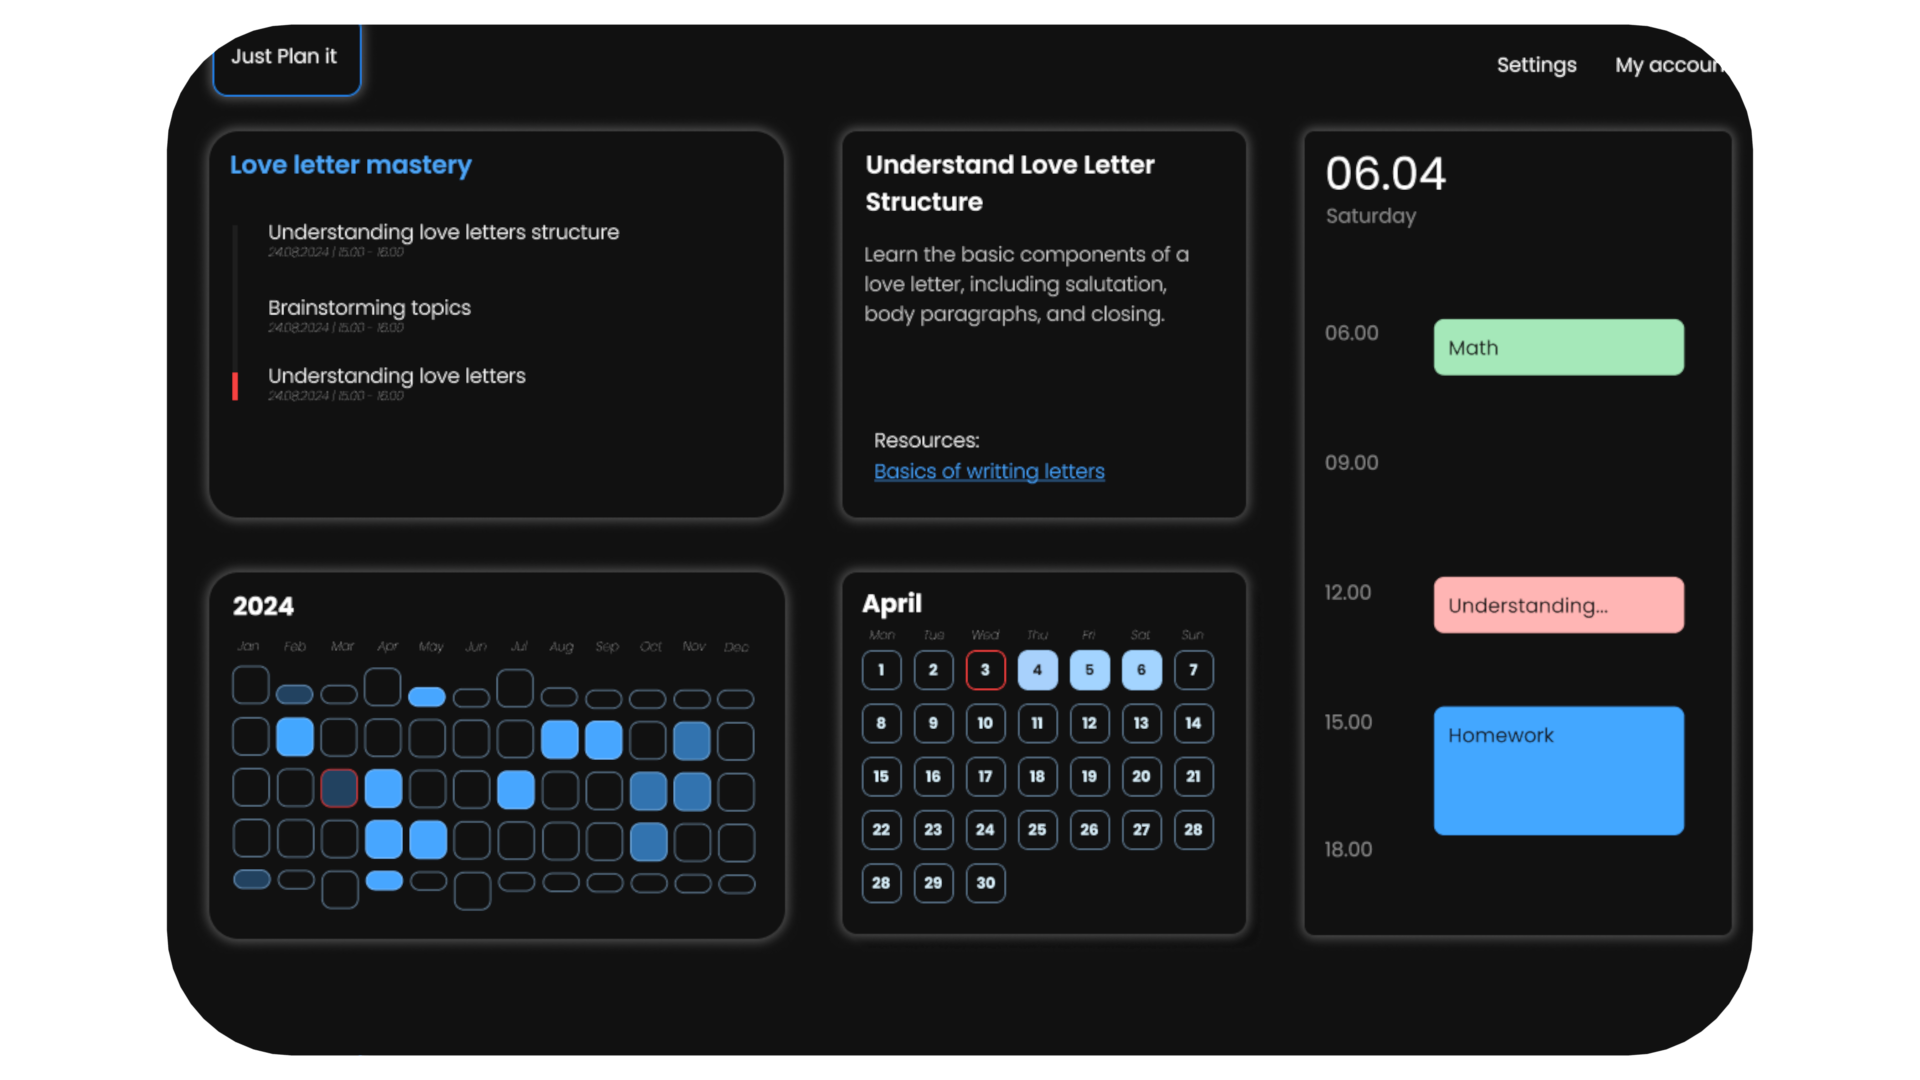 Just Plan it
Settings
My accoun
Love letter mastery
Understanding love letters structure
24.08.2024 | 15.00 - 16.00
Brainstorming topics
24.08.2024 | 15.00 - 16.00
Understanding love letters
24.08.2024 | 15.00 - 16.00
Understand Love Letter
Structure
Learn the basic components of a
love letter, including salutation,
body paragraphs, and closing.
Resources:
Basics of writting letters
06.04
Saturday
06.00
Math
09.00
12.00
Understanding...
15.00
Homework
18.00
2024
Jan Feb Mar Apr May Jun Jul Aug Sep Oct Nov Dec
April
Mon Tue Wed Thu Fri Sat Sun
1 2 3 4 5 6 7
8 9 10 11 12 13 14
15 16 17 18 19 20 21
22 23 24 25 26 27 28
28 29 30